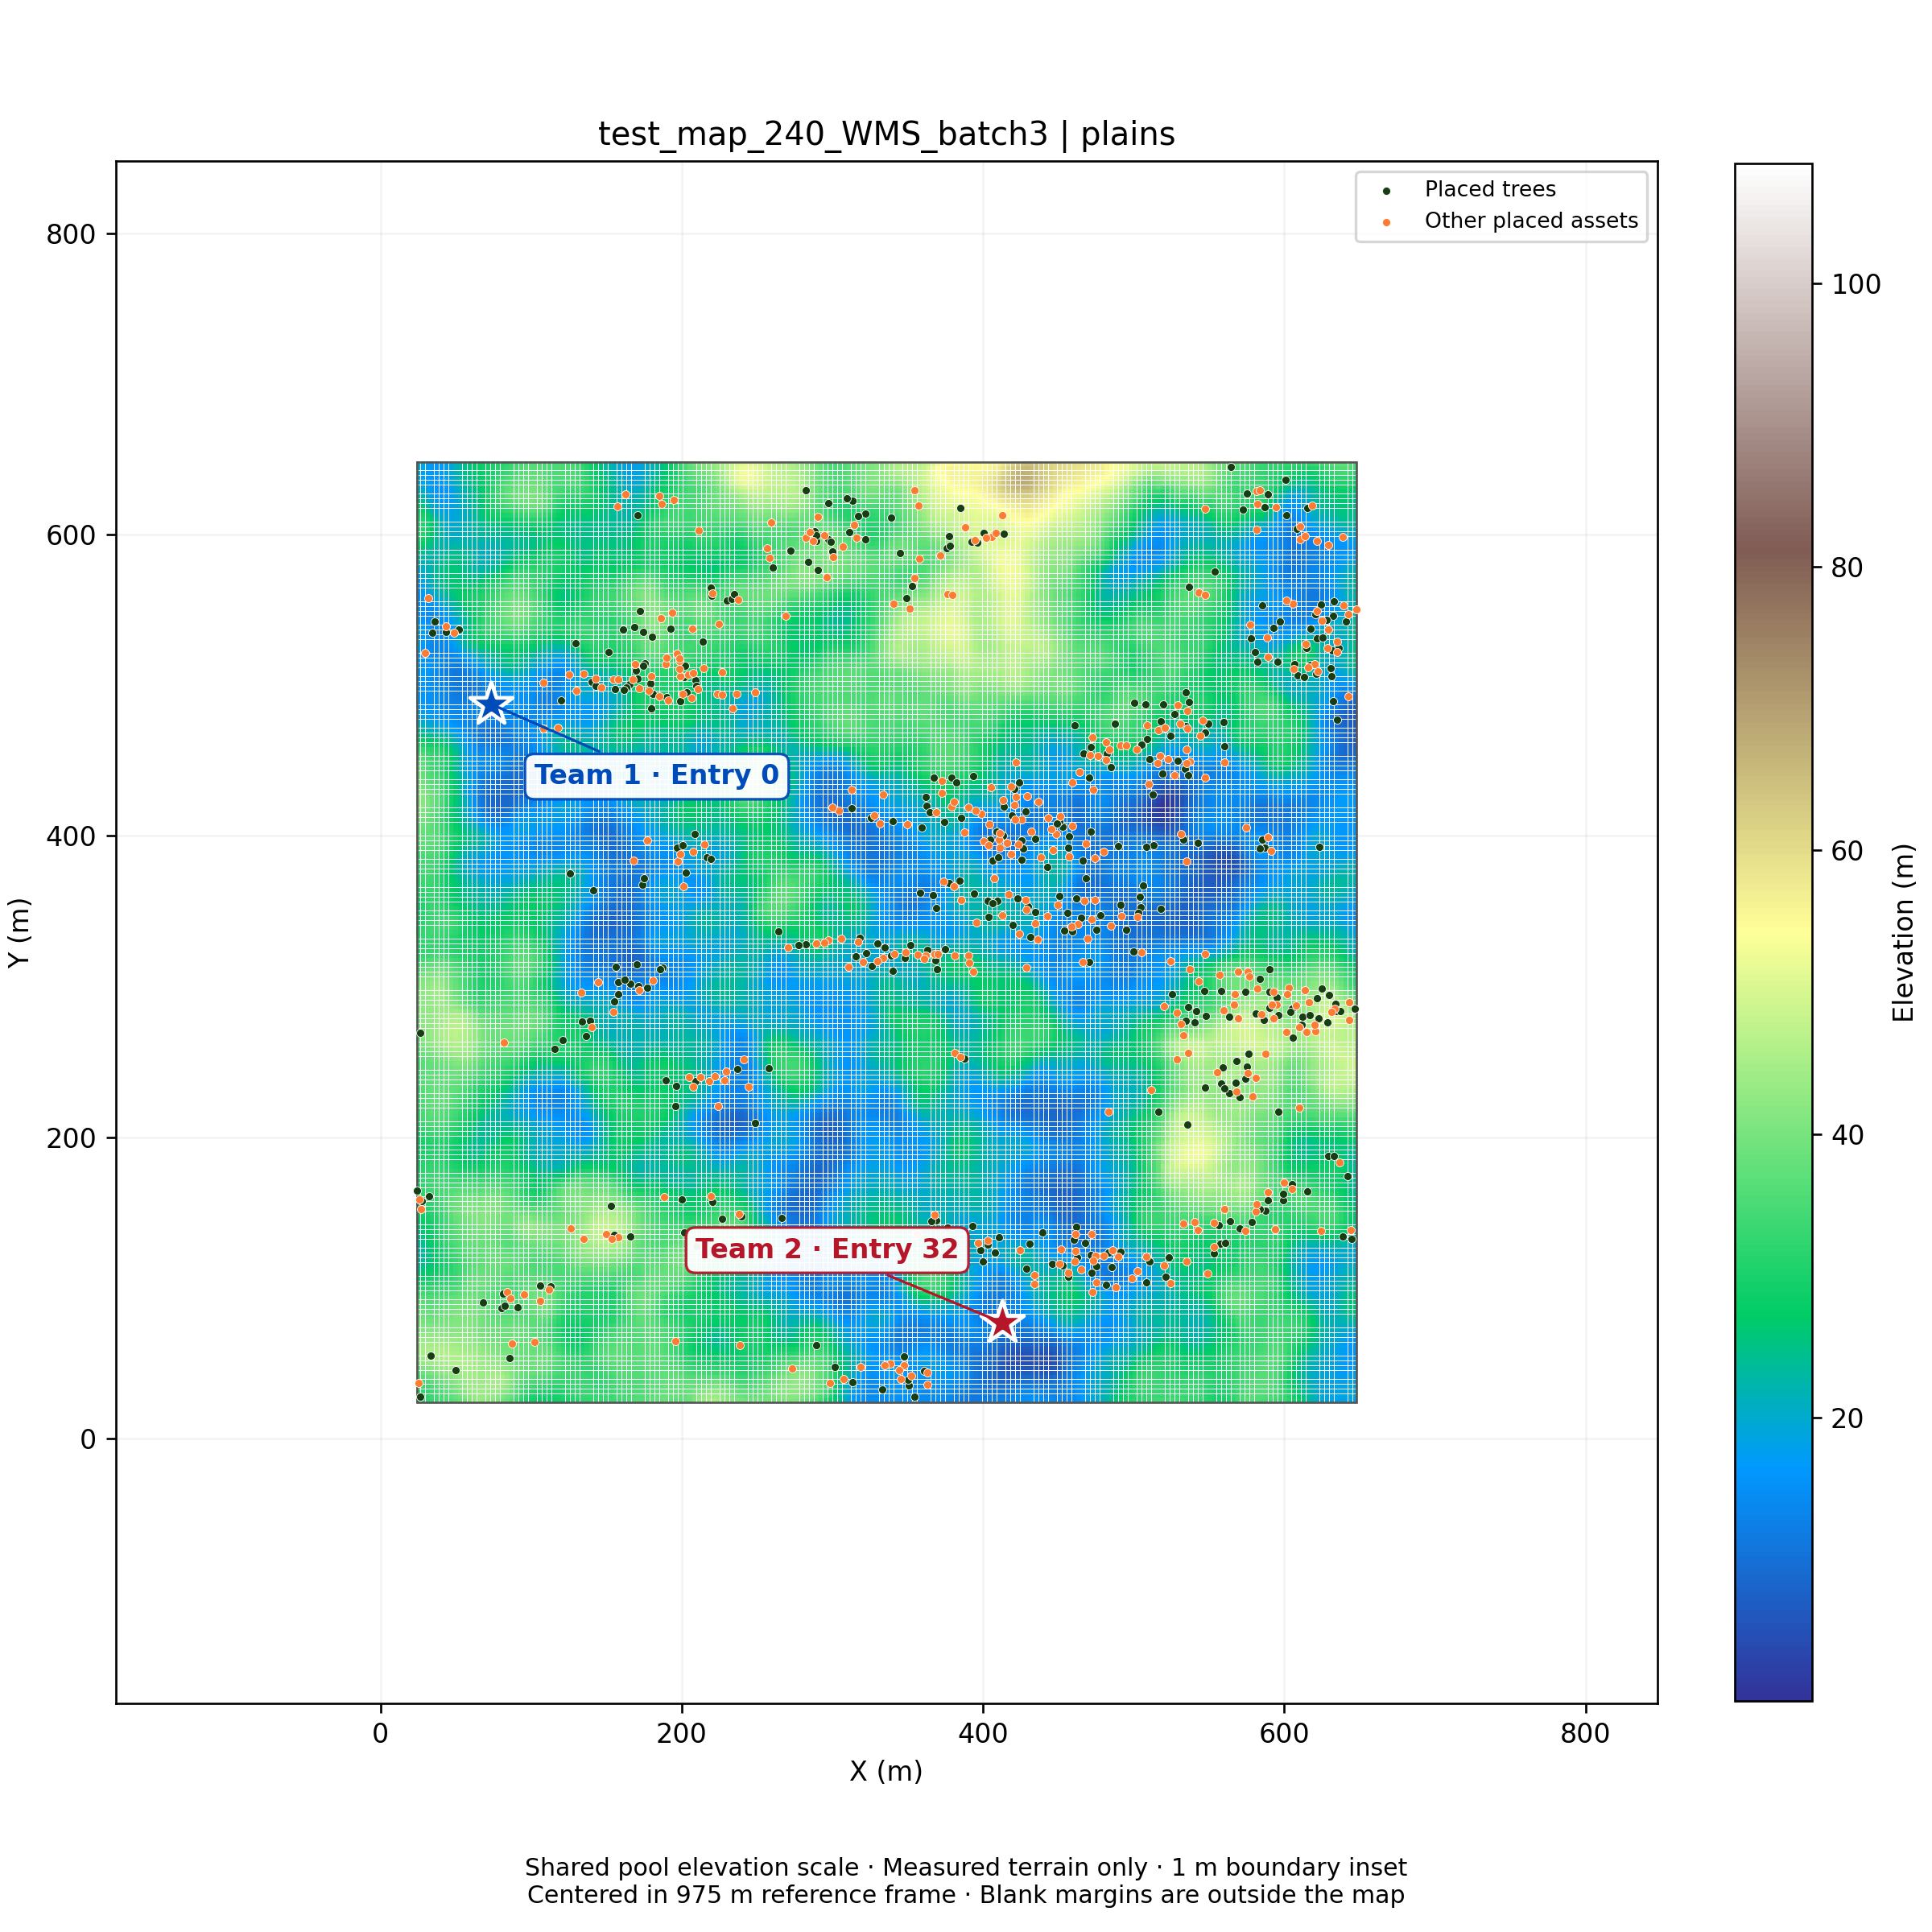 test_map_240_WMS_batch3 | plains
Placed trees
Other placed assets
800
600
400
200
0
Y (m)
0
200
400
600
800
X (m)
Team 1 · Entry 0
Team 2 · Entry 32
100
80
60
40
20
Elevation (m)
Shared pool elevation scale · Measured terrain only · 1 m boundary inset
Centered in 975 m reference frame · Blank margins are outside the map